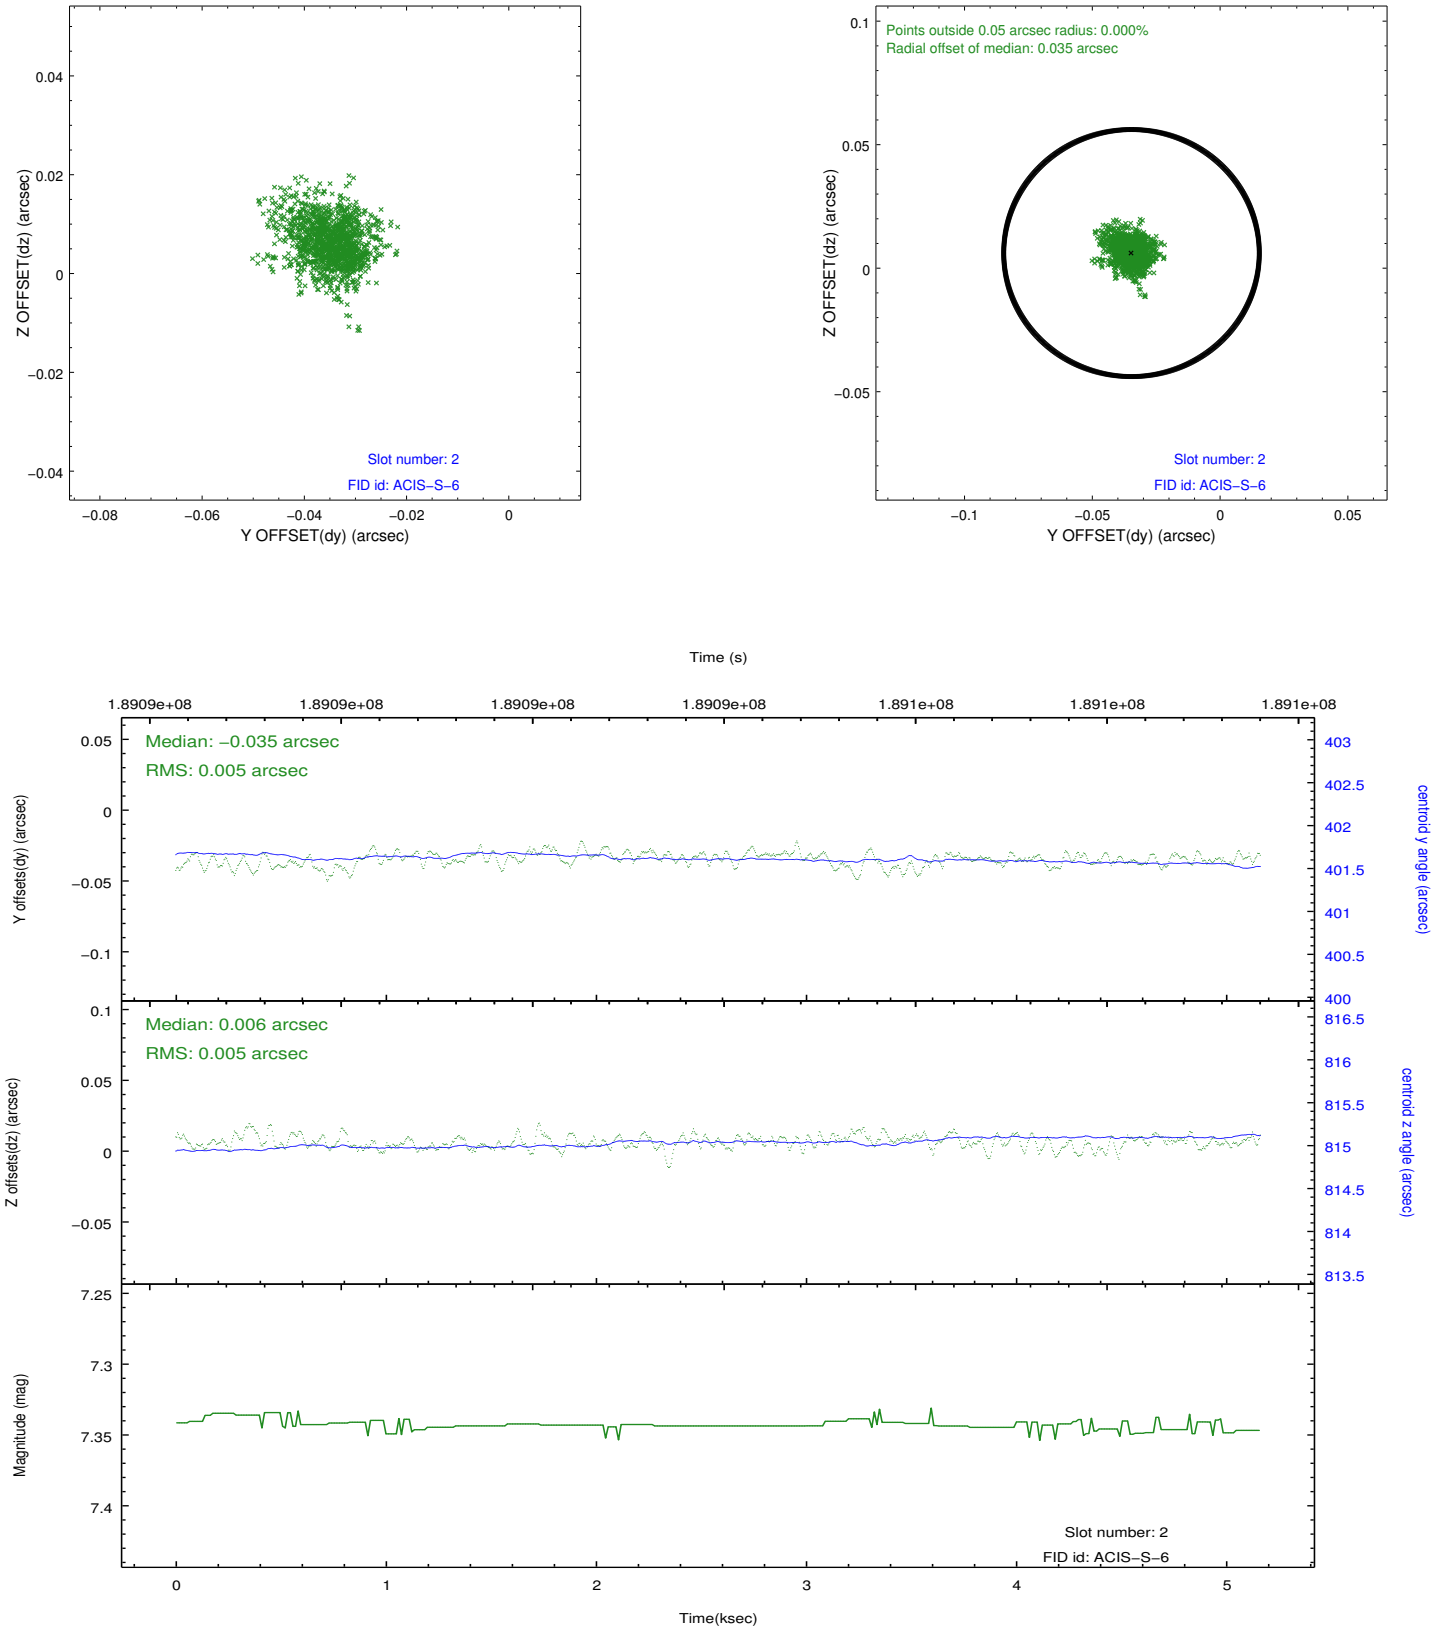 0.04
0.02
0
−0.02
−0.04
Z OFFSET(dz) (arcsec)
Slot number: 2
FID id: ACIS−S−6
−0.08
−0.06
−0.04
−0.02
0
Y OFFSET(dy) (arcsec)
Points outside 0.05 arcsec radius: 0.000%
Radial offset of median: 0.035 arcsec
0.1
0.05
0
−0.05
Z OFFSET(dz) (arcsec)
Slot number: 2
FID id: ACIS−S−6
−0.1
−0.05
0
0.05
Y OFFSET(dy) (arcsec)
Time (s)
1.8909e+08
1.8909e+08
1.8909e+08
1.8909e+08
1.891e+08
1.891e+08
1.891e+08
Median: −0.035 arcsec
RMS: 0.005 arcsec
0.05
0
−0.05
−0.1
Y offsets(dy) (arcsec)
403
402.5
402
401.5
401
400.5
400
centroid y angle (arcsec)
Median: 0.006 arcsec
RMS: 0.005 arcsec
0.1
0.05
0
−0.05
Z offsets(dz) (arcsec)
816.5
816
815.5
815
814.5
814
813.5
centroid z angle (arcsec)
7.25
7.3
7.35
7.4
Magnitude (mag)
Slot number: 2
FID id: ACIS−S−6
0
1
2
3
4
5
Time(ksec)